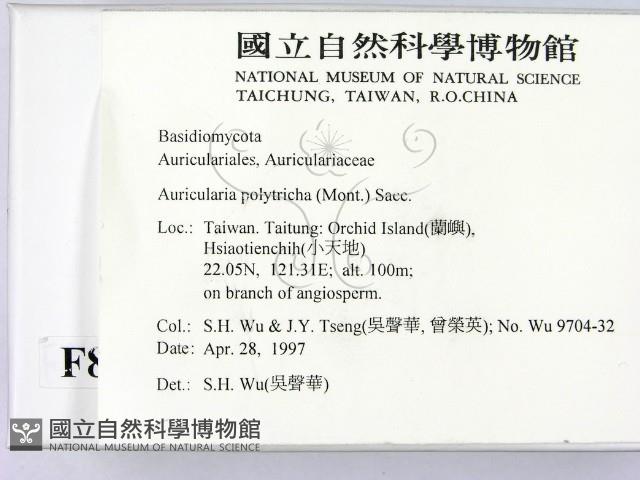 國立自然科學博物館
NATIONAL MUSEUM OF NATURAL SCIENCE
TAICHUNG, TAIWAN, R.O.CHINA
Basidiomycota
Auriculariales, Auriculariaceae
Auricularia polytricha (Mont.) Sacc.
Loc.: Taiwan. Taitung: Orchid Island(蘭嶼),
Hsiaotienchih(小天地)
22.05N, 121.31E; alt. 100m;
on branch of angiosperm.
Col.: S.H. Wu & J.Y. Tseng(吳聲華, 曾榮英); No. Wu 9704-32
Date: Apr. 28, 1997
Det.: S.H. Wu(吳聲華)
國立自然科學博物館
NATIONAL MUSEUM OF NATURAL SCIENCE